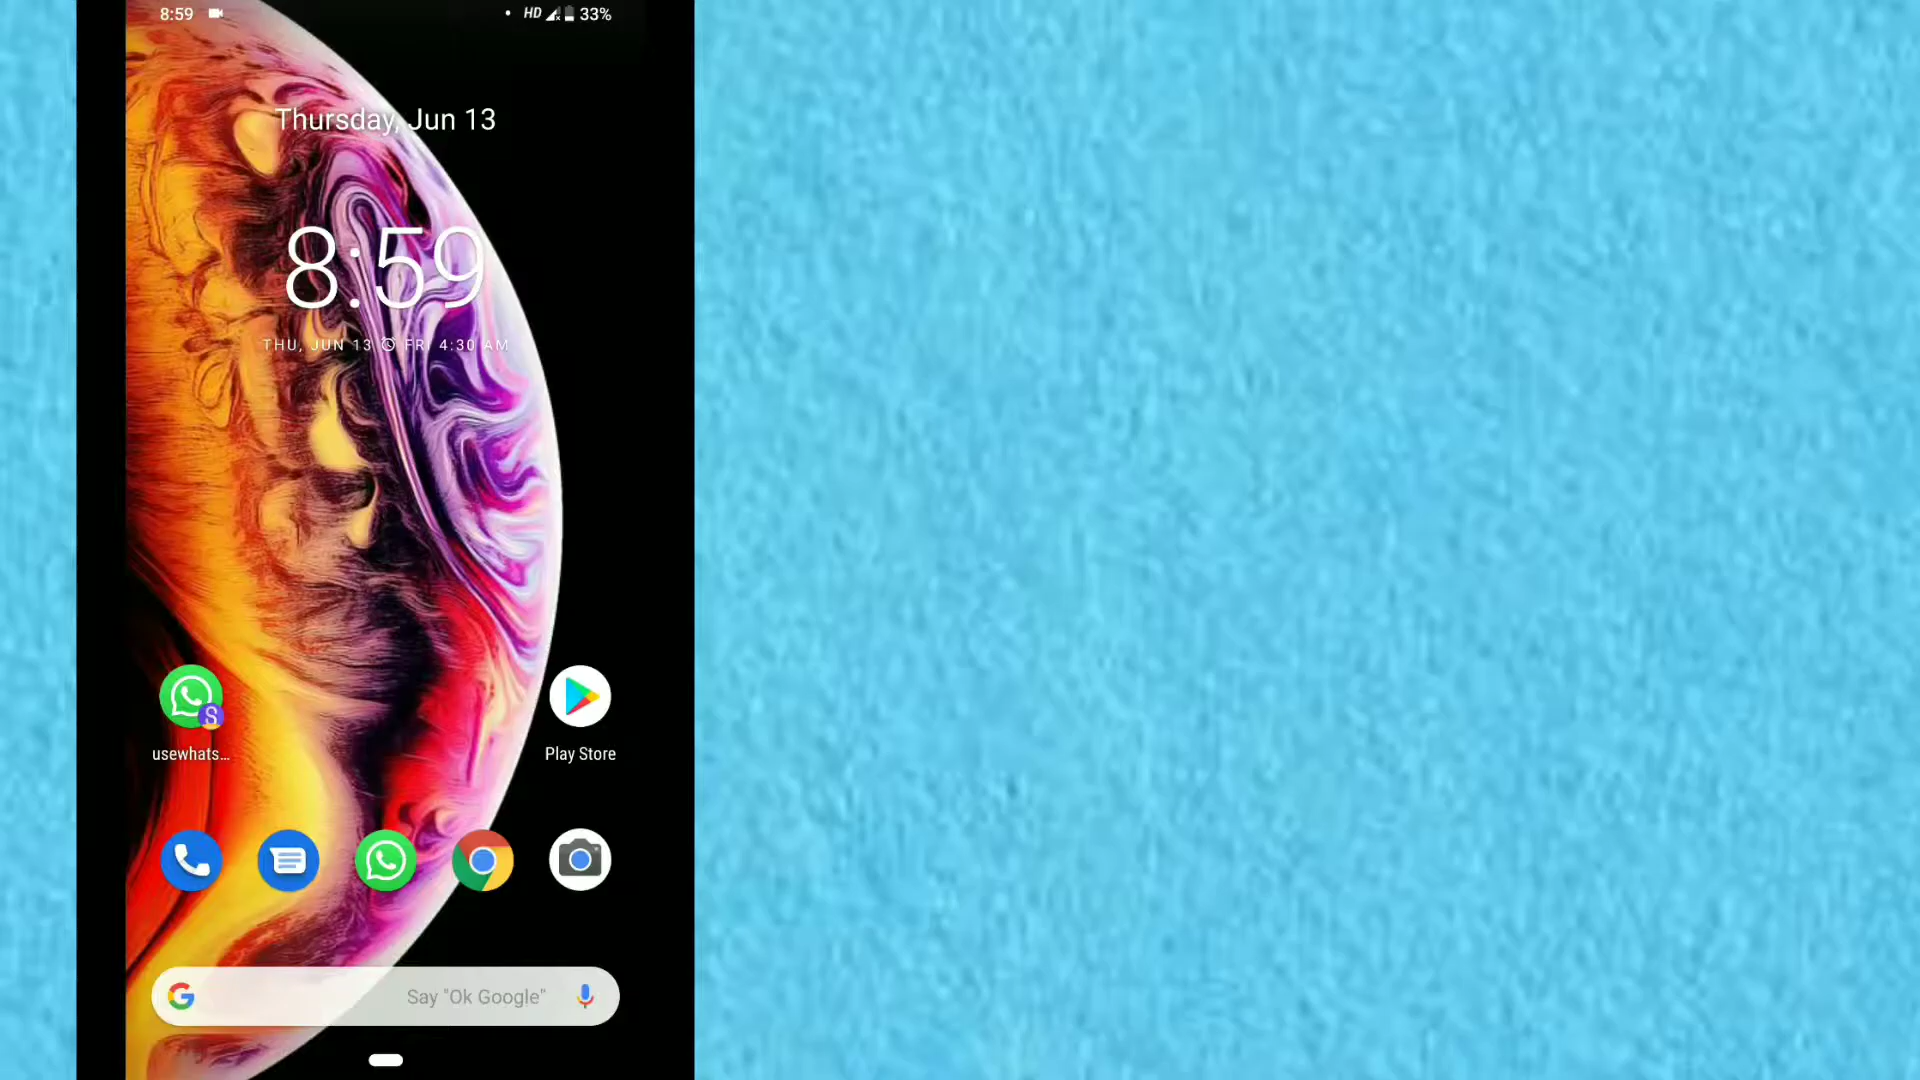 8:59
HD
33%
Thursday, Jun 13
8:59
THU, JUN 13 FRI 4:30 AM
S
usewhats...
Play Store
G
Say "Ok Google"